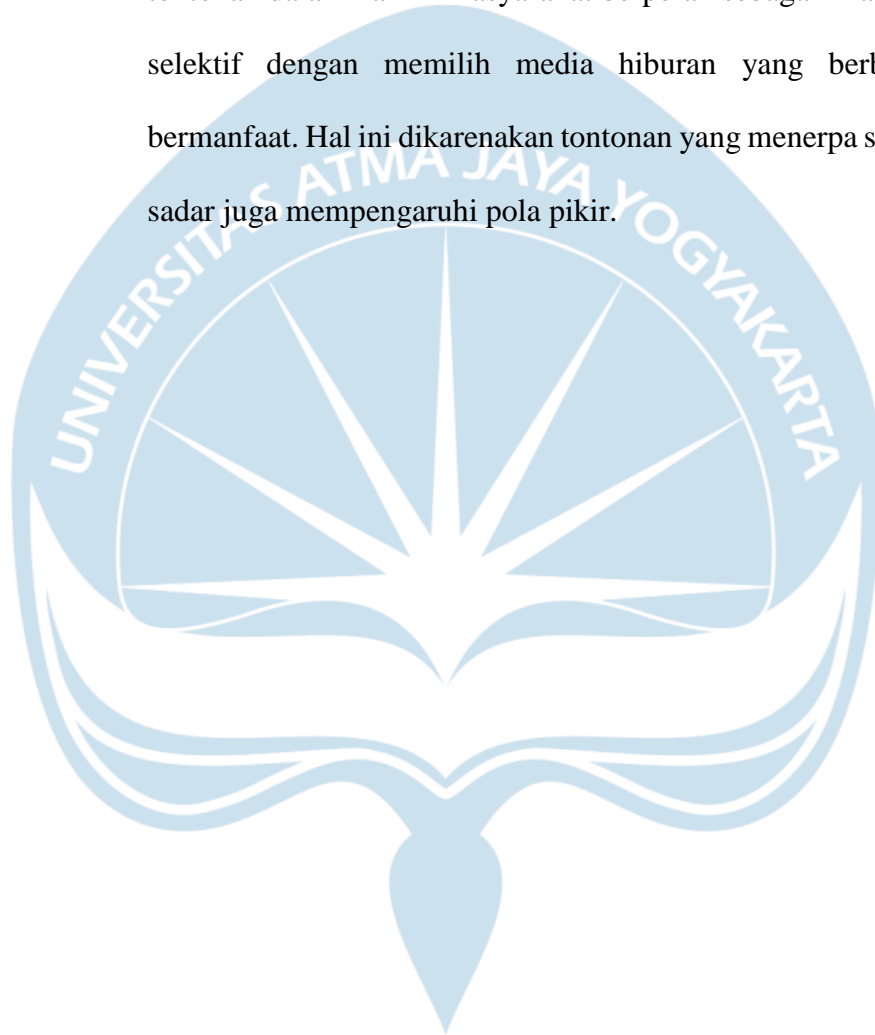 selektif dengan memilih media hiburan yang
bermanfaat. Hal ini dikarenakan tontonan yang menerpa
sadar juga mempengaruhi pola pikir.
UNIVERSITAS ATMA JAYA YOGYAKARTA